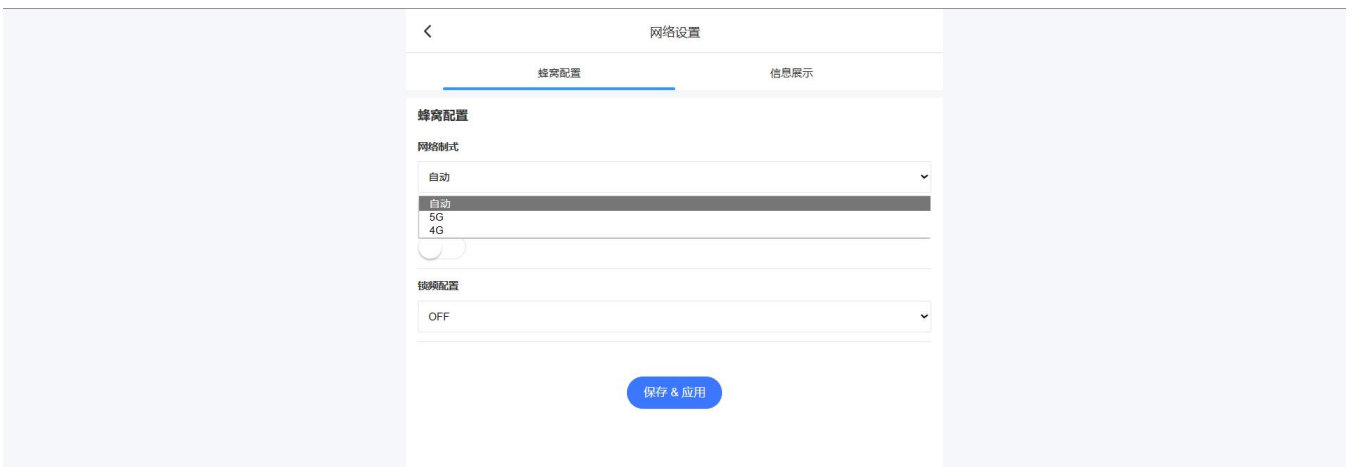 网络设置
蜂窝配置
信息展示
蜂窝配置
网络制式
自动
自动
5G
4G
锁频配置
OFF
保存 & 应用